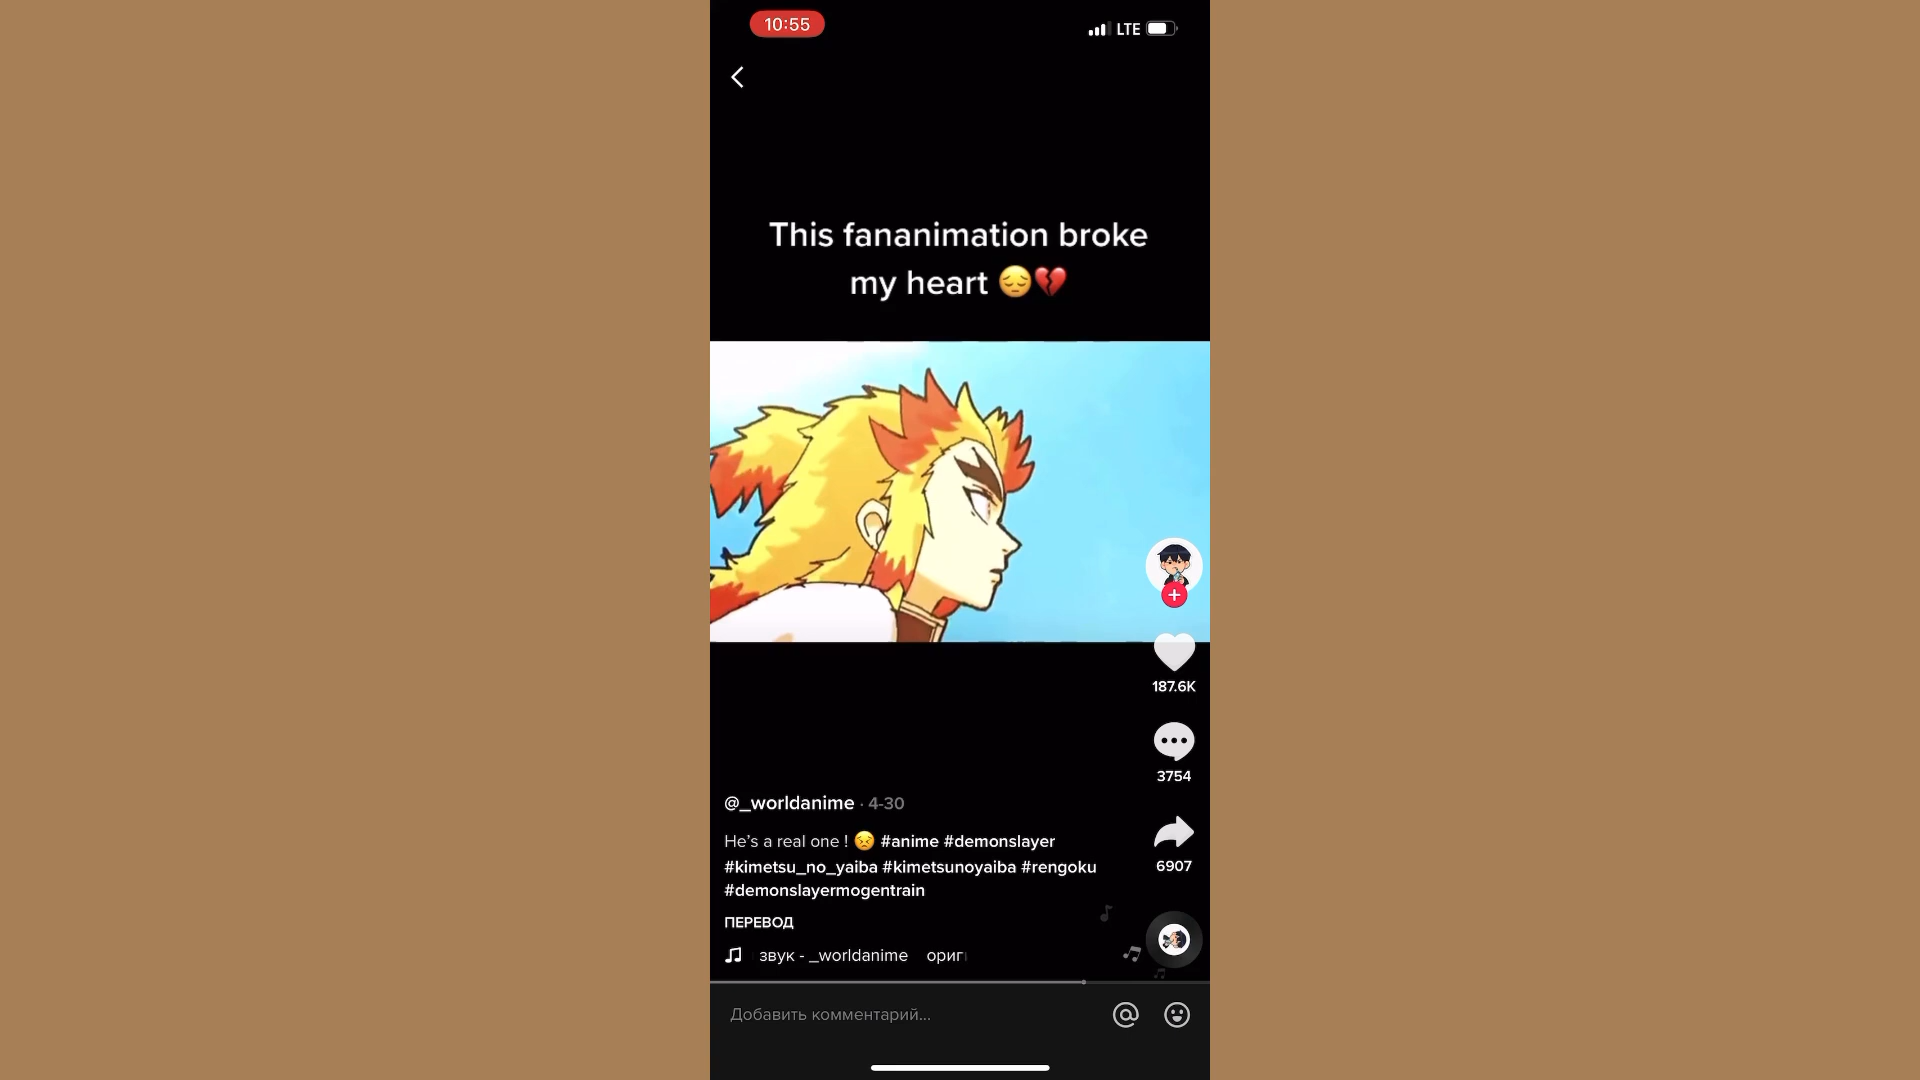 10:55
LTE
This fananimation broke
my heart 😔💔
187.6K
3754
@_worldanime · 4-30
He's a real one ! 😣 #anime #demonslayer
#kimetsu_no_yaiba #kimetsunoyaiba #rengoku
#demonslayermogentrain
6907
ПЕРЕВОД
звук - _worldanime ориг
Добавить комментарий...